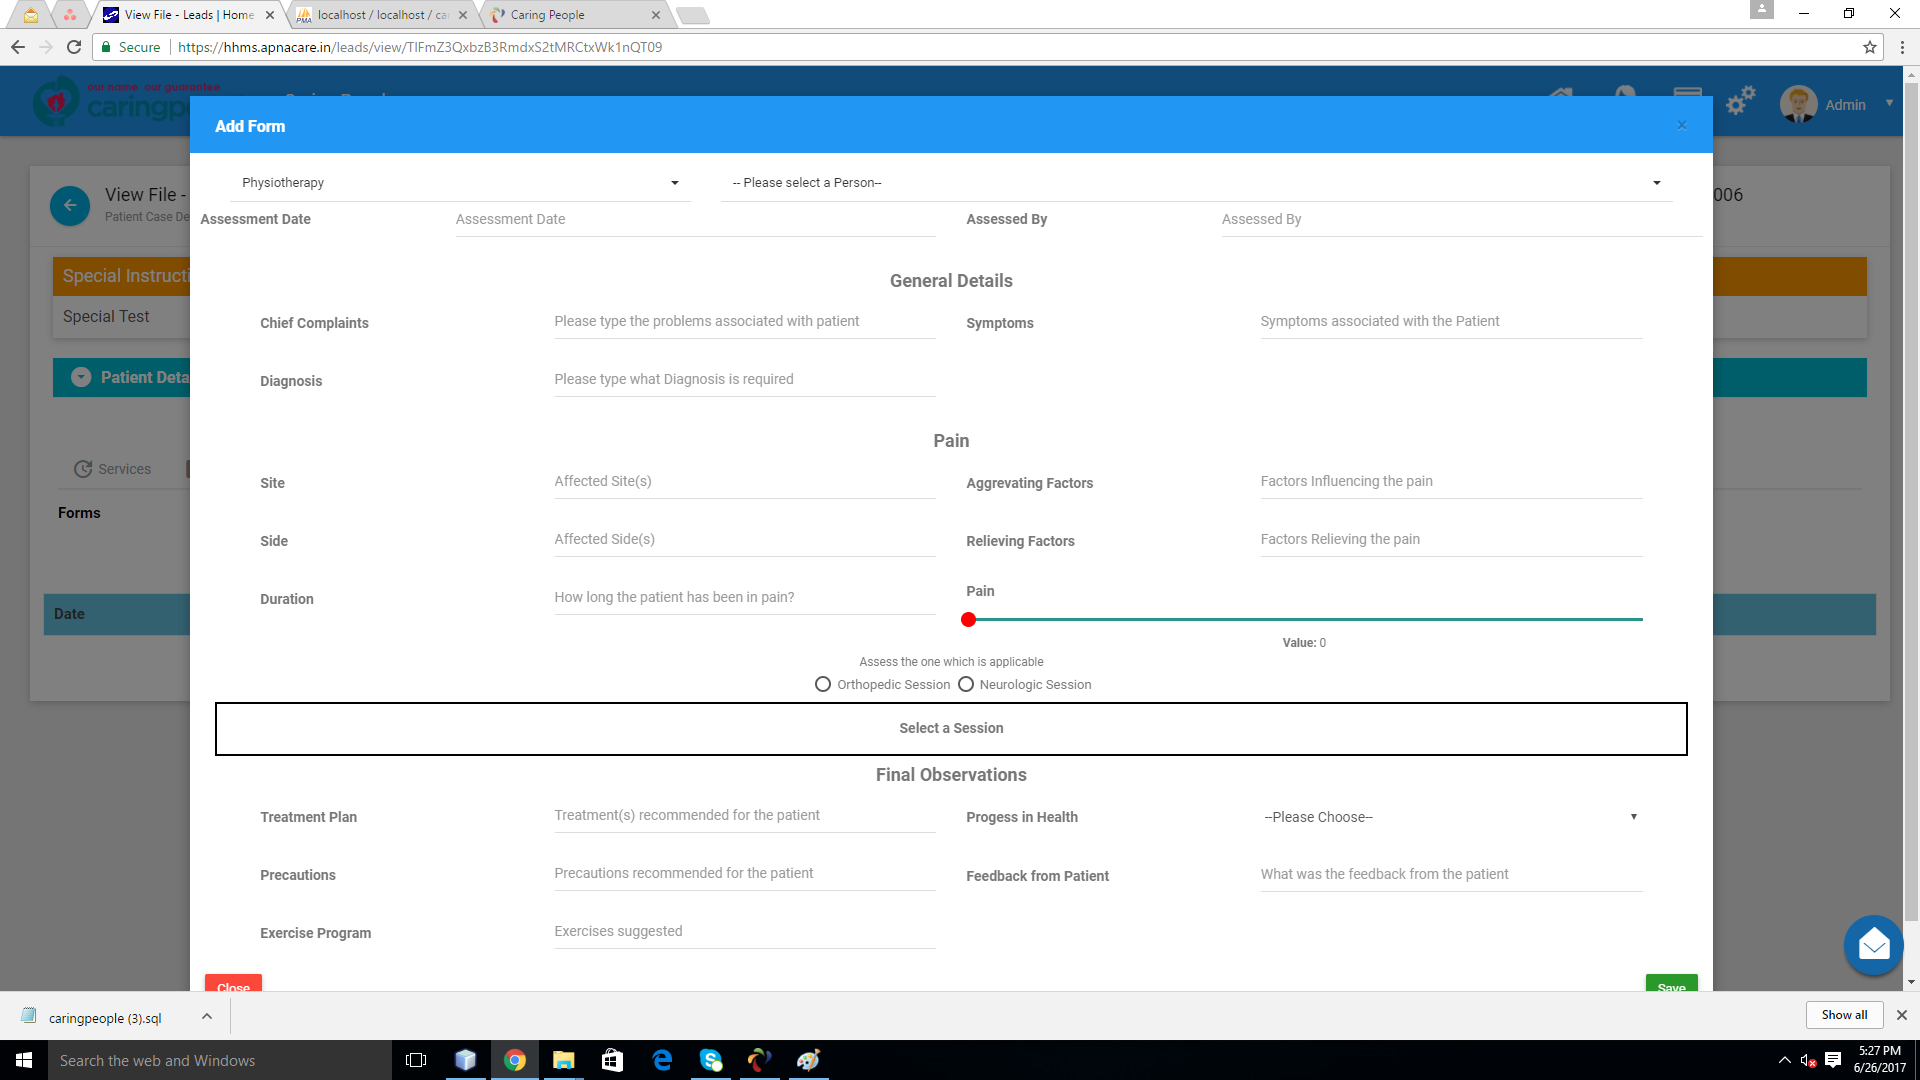 View File - Leads | Home
localhost / localhost / ca
Caring People
Secure
https://hhms.apnacare.in/leads/view/TlFmZ3QxbzB3RmdxS2tMRCtxWk1nQT09
our name our guarantee
caringp
Admin
Add Form
×
View File -
Patient Case De
006
Physiotherapy
-- Please select a Person--
Assessment Date
Assessment Date
Assessed By
Assessed By
Special Instructi
Special Test
General Details
Chief Complaints
Please type the problems associated with patient
Symptoms
Symptoms associated with the Patient
Patient Deta
Diagnosis
Please type what Diagnosis is required
Pain
Services
Site
Affected Site(s)
Aggrevating Factors
Factors Influencing the pain
Forms
Side
Affected Side(s)
Relieving Factors
Factors Relieving the pain
Duration
How long the patient has been in pain?
Pain
Date
Value: 0
Assess the one which is applicable
Orthopedic Session
Neurologic Session
Select a Session
Final Observations
Treatment Plan
Treatment(s) recommended for the patient
Progess in Health
--Please Choose--
Precautions
Precautions recommended for the patient
Feedback from Patient
What was the feedback from the patient
Exercise Program
Exercises suggested
Close
Save
caringpeople (3).sql
Show all
Search the web and Windows
5:27 PM
6/26/2017